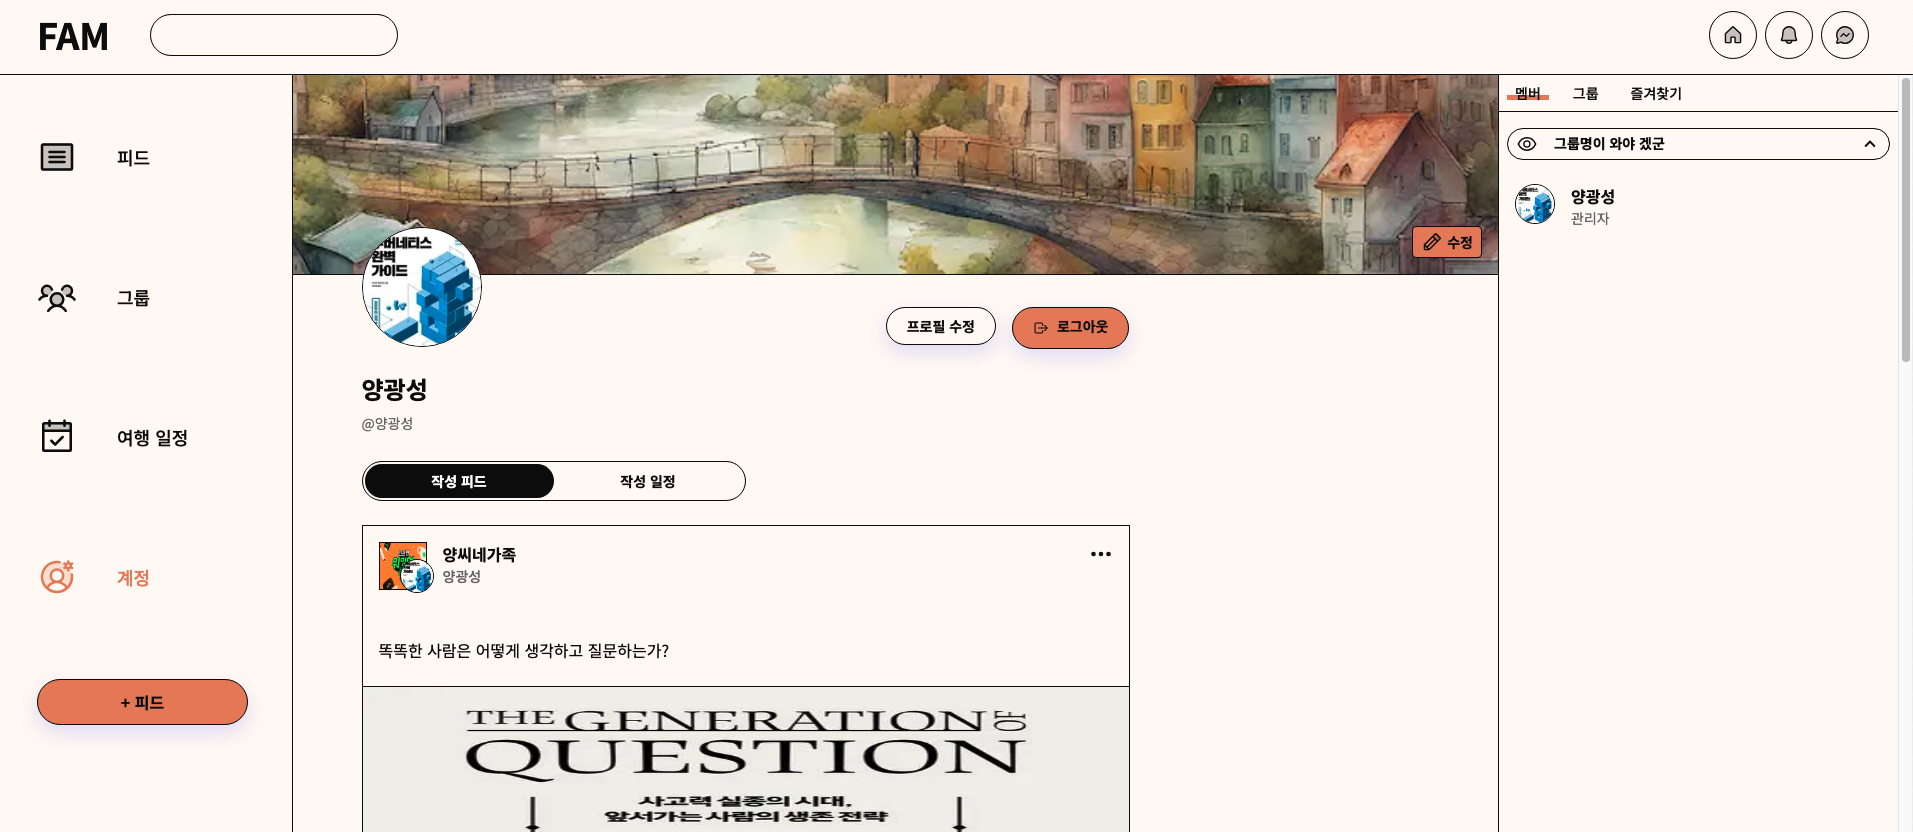 FAM
피드
그룹
여행 일정
계정
+ 피드
수정
버네티스
완벽
가이드
프로필 수정
로그아웃
양광성
@양광성
작성 피드
작성 일정
양씨네가족
양광성
똑똑한 사람은 어떻게 생각하고 질문하는가?
THE GENERATION OF
QUESTION
사고력 실종의 시대,
앞서가는 사람의 생존 전략
멤버
그룹
즐겨찾기
그룹명이 와야 겠군
양광성
관리자